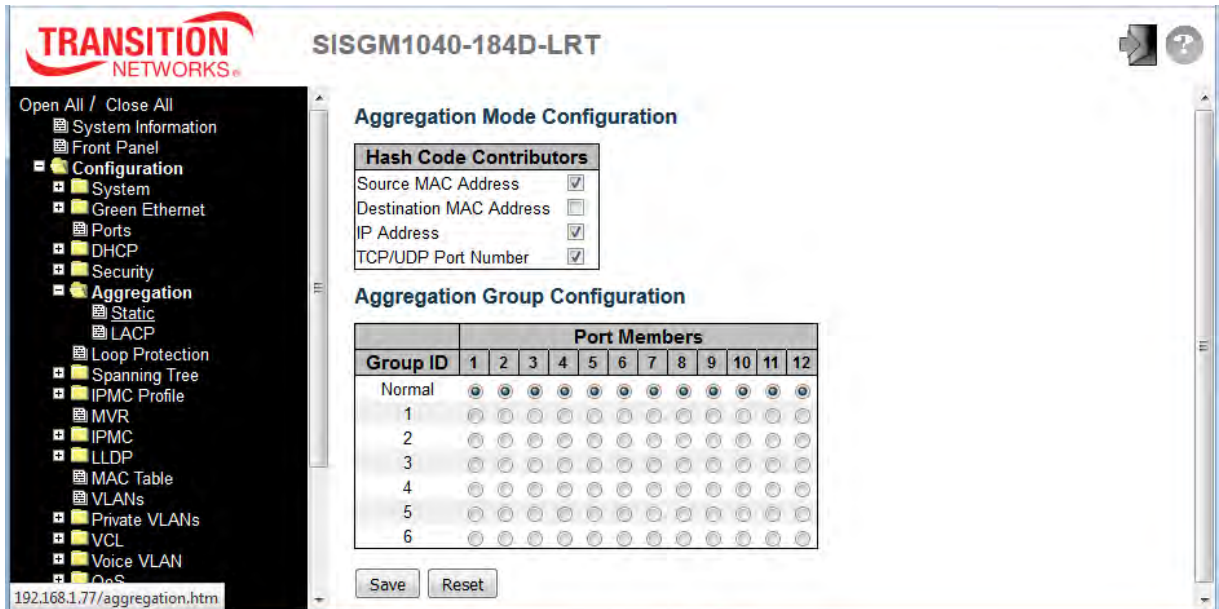 TRANSITION
NETWORKS®
SISGM1040-184D-LRT
?
Open All / Close All
System Information
Front Panel
Configuration
System
Green Ethernet
Ports
DHCP
Security
Aggregation
Static
LACP
Loop Protection
Spanning Tree
IPMC Profile
MVR
IPMC
LLDP
MAC Table
VLANs
Private VLANs
VCL
Voice VLAN
QoS
192.168.1.77/aggregation.htm
Aggregation Mode Configuration
Hash Code Contributors
Source MAC Address
Destination MAC Address
IP Address
TCP/UDP Port Number
Aggregation Group Configuration
Port Members
Group ID 1 2 3 4 5 6 7 8 9 10 11 12
Normal
1
2
3
4
5
6
Save Reset